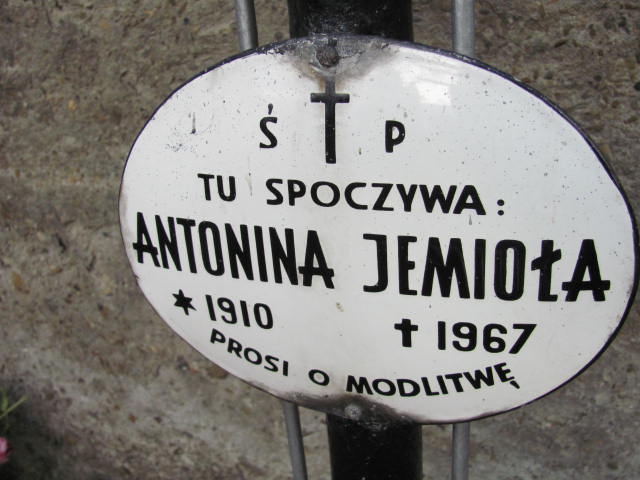 Ś P
TU SPOCZYWA:
ANTONINA JEMIOŁA
* 1910
✝ 1967
PROSI O MODLITWĘ